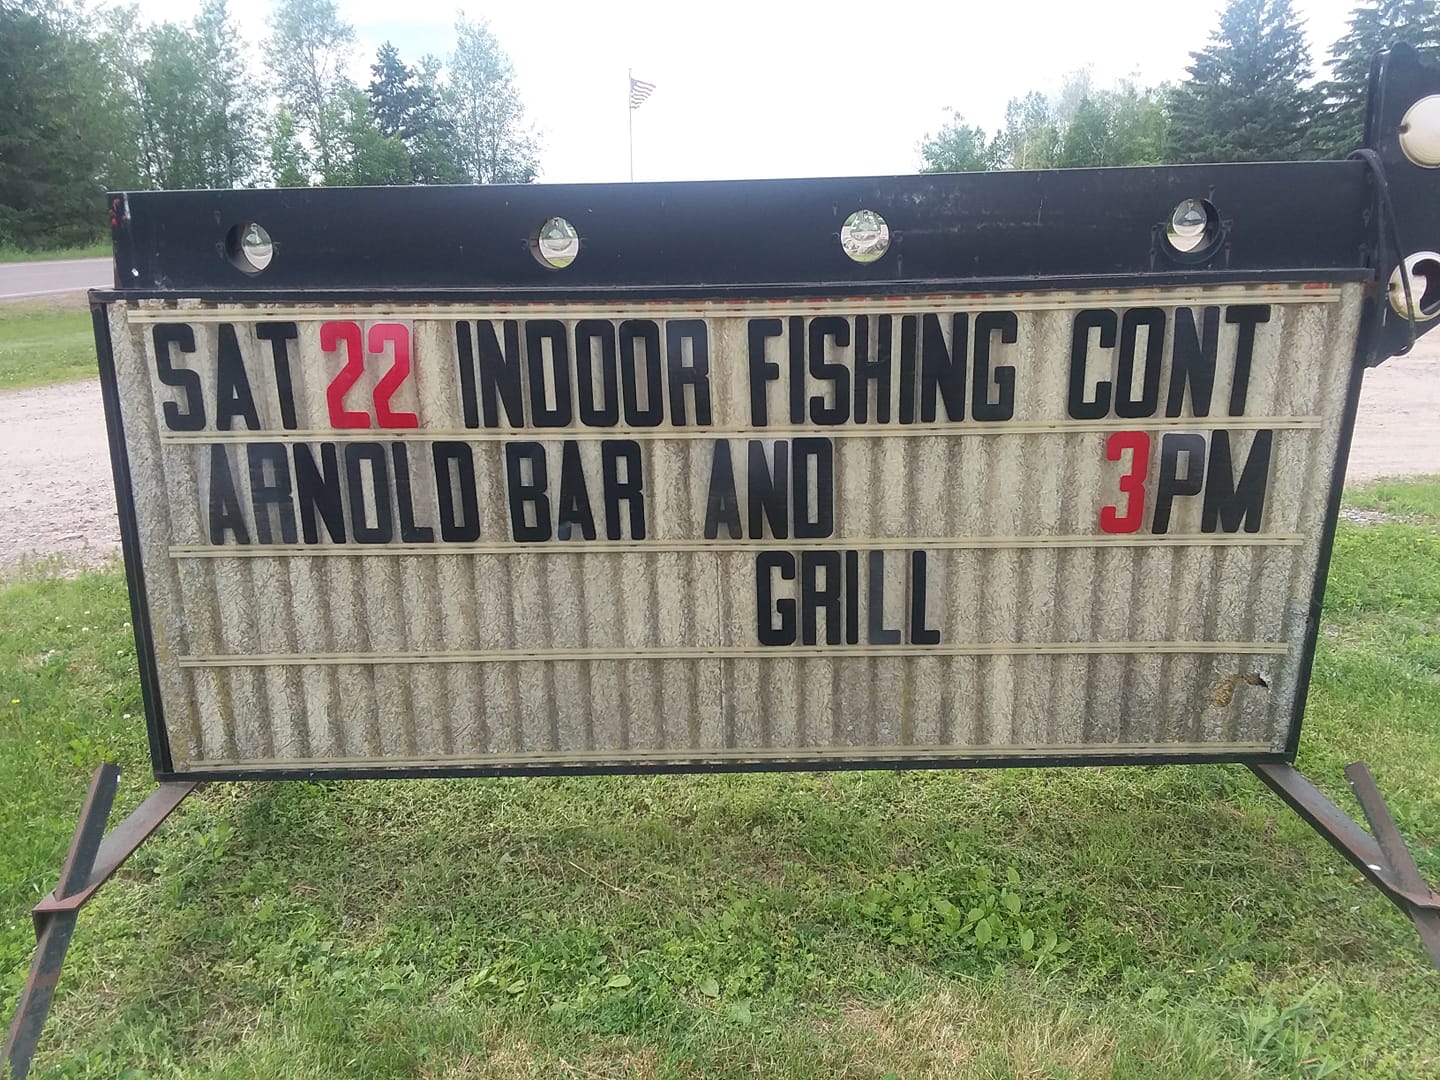 SAT 22 INDOOR FISHING CONT
ARNOLD BAR AND 3PM
GRILL